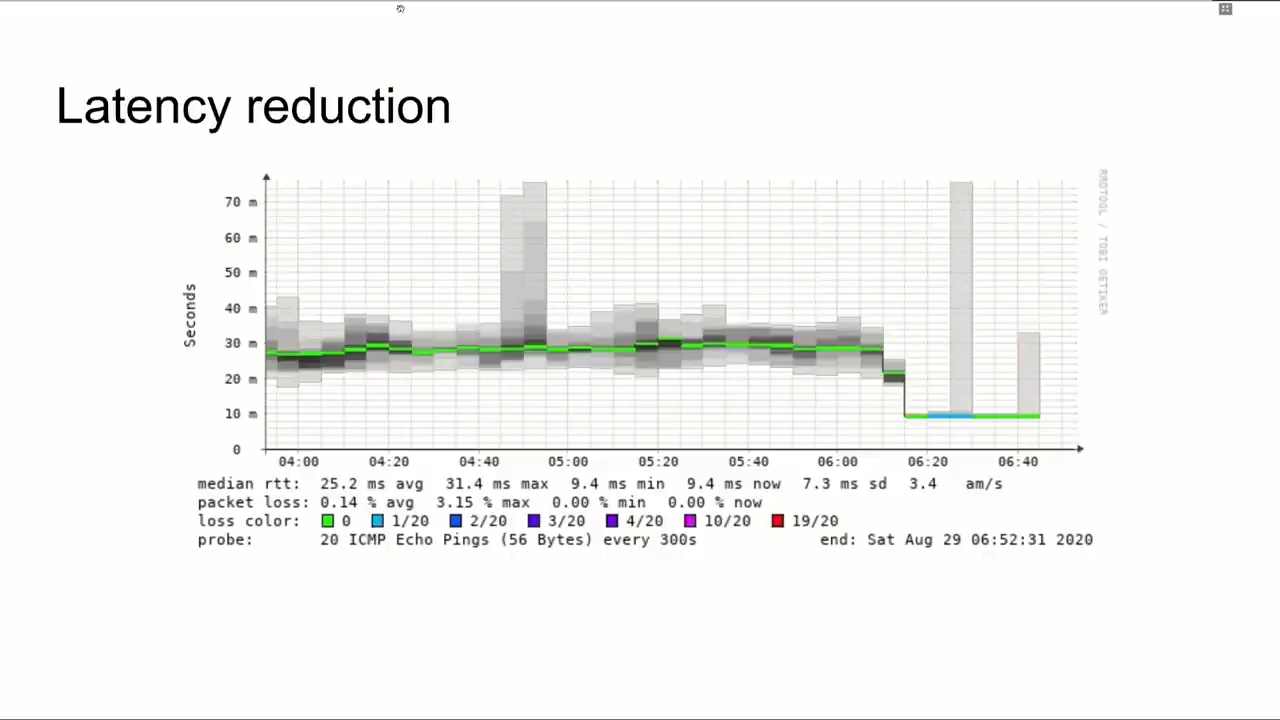 Latency reduction
RRDTOOL / TOBI OETIKER
Seconds
70 m
60 m
50 m
40 m
30 m
20 m
10 m
0
04:00 04:20 04:40 05:00 05:20 05:40 06:00 06:20 06:40
median rtt: 25.2 ms avg 31.4 ms max 9.4 ms min 9.4 ms now 7.3 ms sd 3.4 am/s
packet loss: 0.14 % avg 3.15 % max 0.00 % min 0.00 % now
loss color: 0 1/20 2/20 3/20 4/20 10/20 19/20
probe: 20 ICMP Echo Pings (56 Bytes) every 300s end: Sat Aug 29 06:52:31 2020